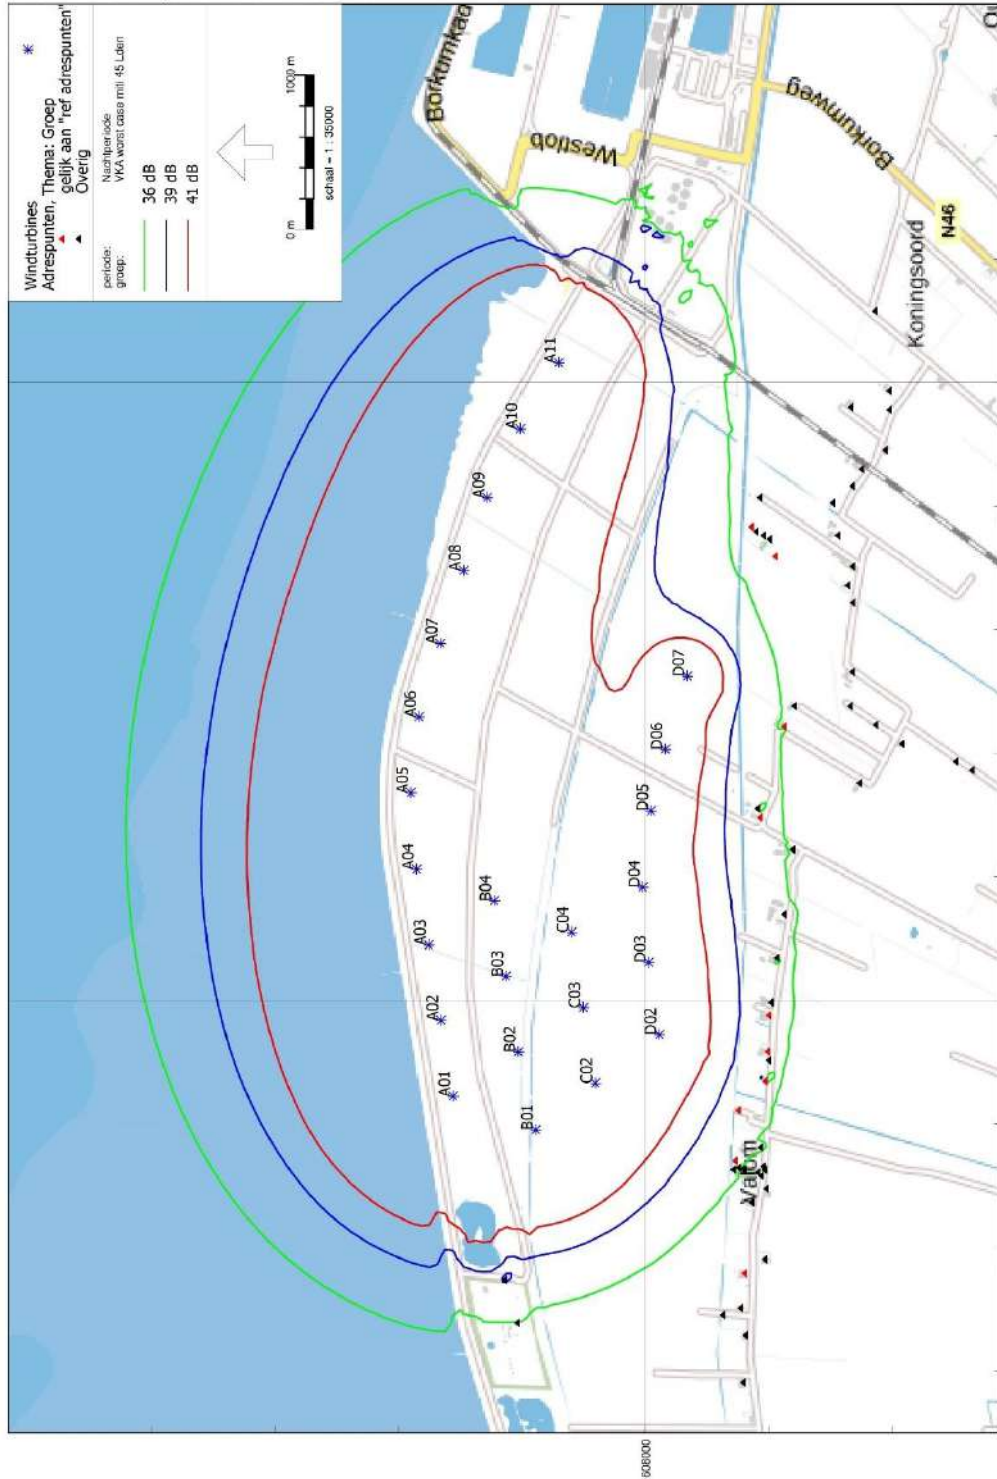 Windturbines
Adrespunten, Thema: Groep
gelijk aan "ref adrespunten"
Overig
periode: Nachtperiode
groep: VKA worst case miti 45 Lden
36 dB
39 dB
41 dB
0 m 1000 m
schaal = 1 : 35000
Borkumkad
Westlob
Borkumweg
N46
Koningsoord
Valom
A01
A02
A03
A04
A05
A06
A07
A08
A09
A10
A11
B01
B02
B03
B04
C02
C03
C04
D02
D03
D04
D05
D06
D07
608000